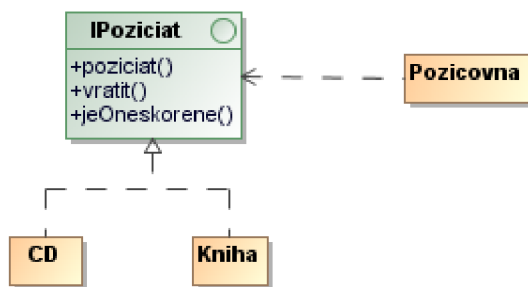 IPoziciat
+poziciat()
+vratit()
+jeOneskorene()
Pozicovna
CD
Kniha